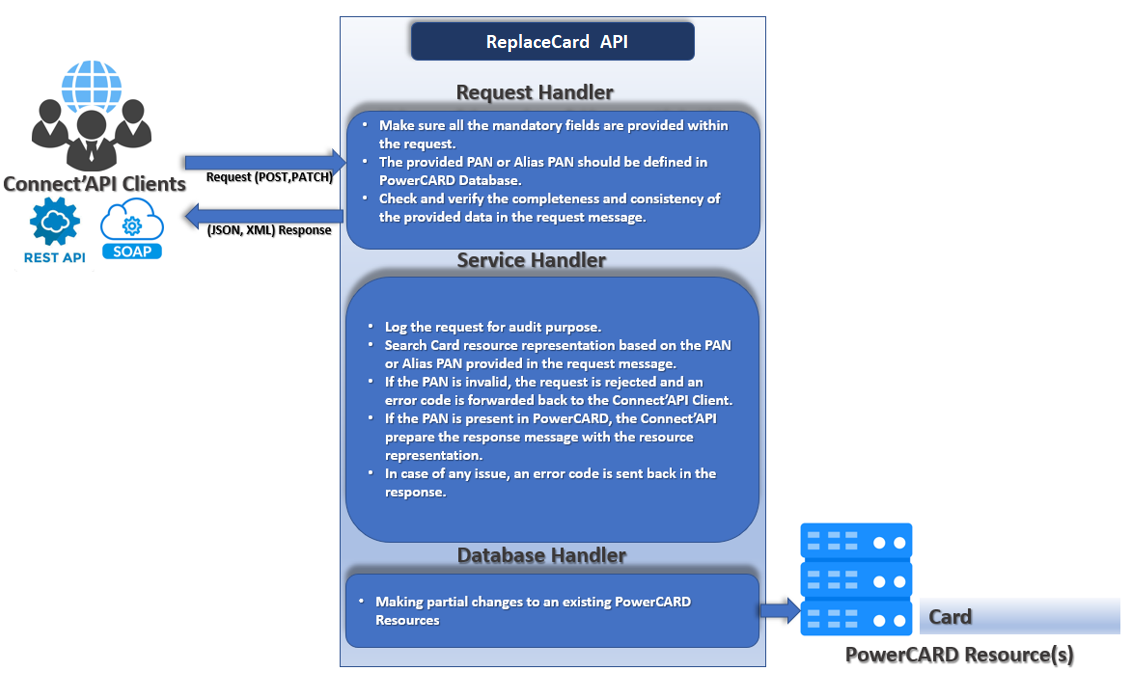 ReplaceCard API
Request Handler
• Make sure all the mandatory fields are provided within
the request.
• The provided PAN or Alias PAN should be defined in
PowerCARD Database.
• Check and verify the completeness and consistency of
the provided data in the request message.
Connect'API Clients
Request (POST,PATCH)
(JSON, XML) Response
REST API
SOAP
Service Handler
• Log the request for audit purpose.
• Search Card resource representation based on the PAN
or Alias PAN provided in the request message.
• If the PAN is invalid, the request is rejected and an
error code is forwarded back to the Connect'API Client.
• If the PAN is present in PowerCARD, the Connect'API
prepare the response message with the resource
representation.
• In case of any issue, an error code is sent back in the
response.
Database Handler
• Making partial changes to an existing PowerCARD
Resources
Card
PowerCARD Resource(s)